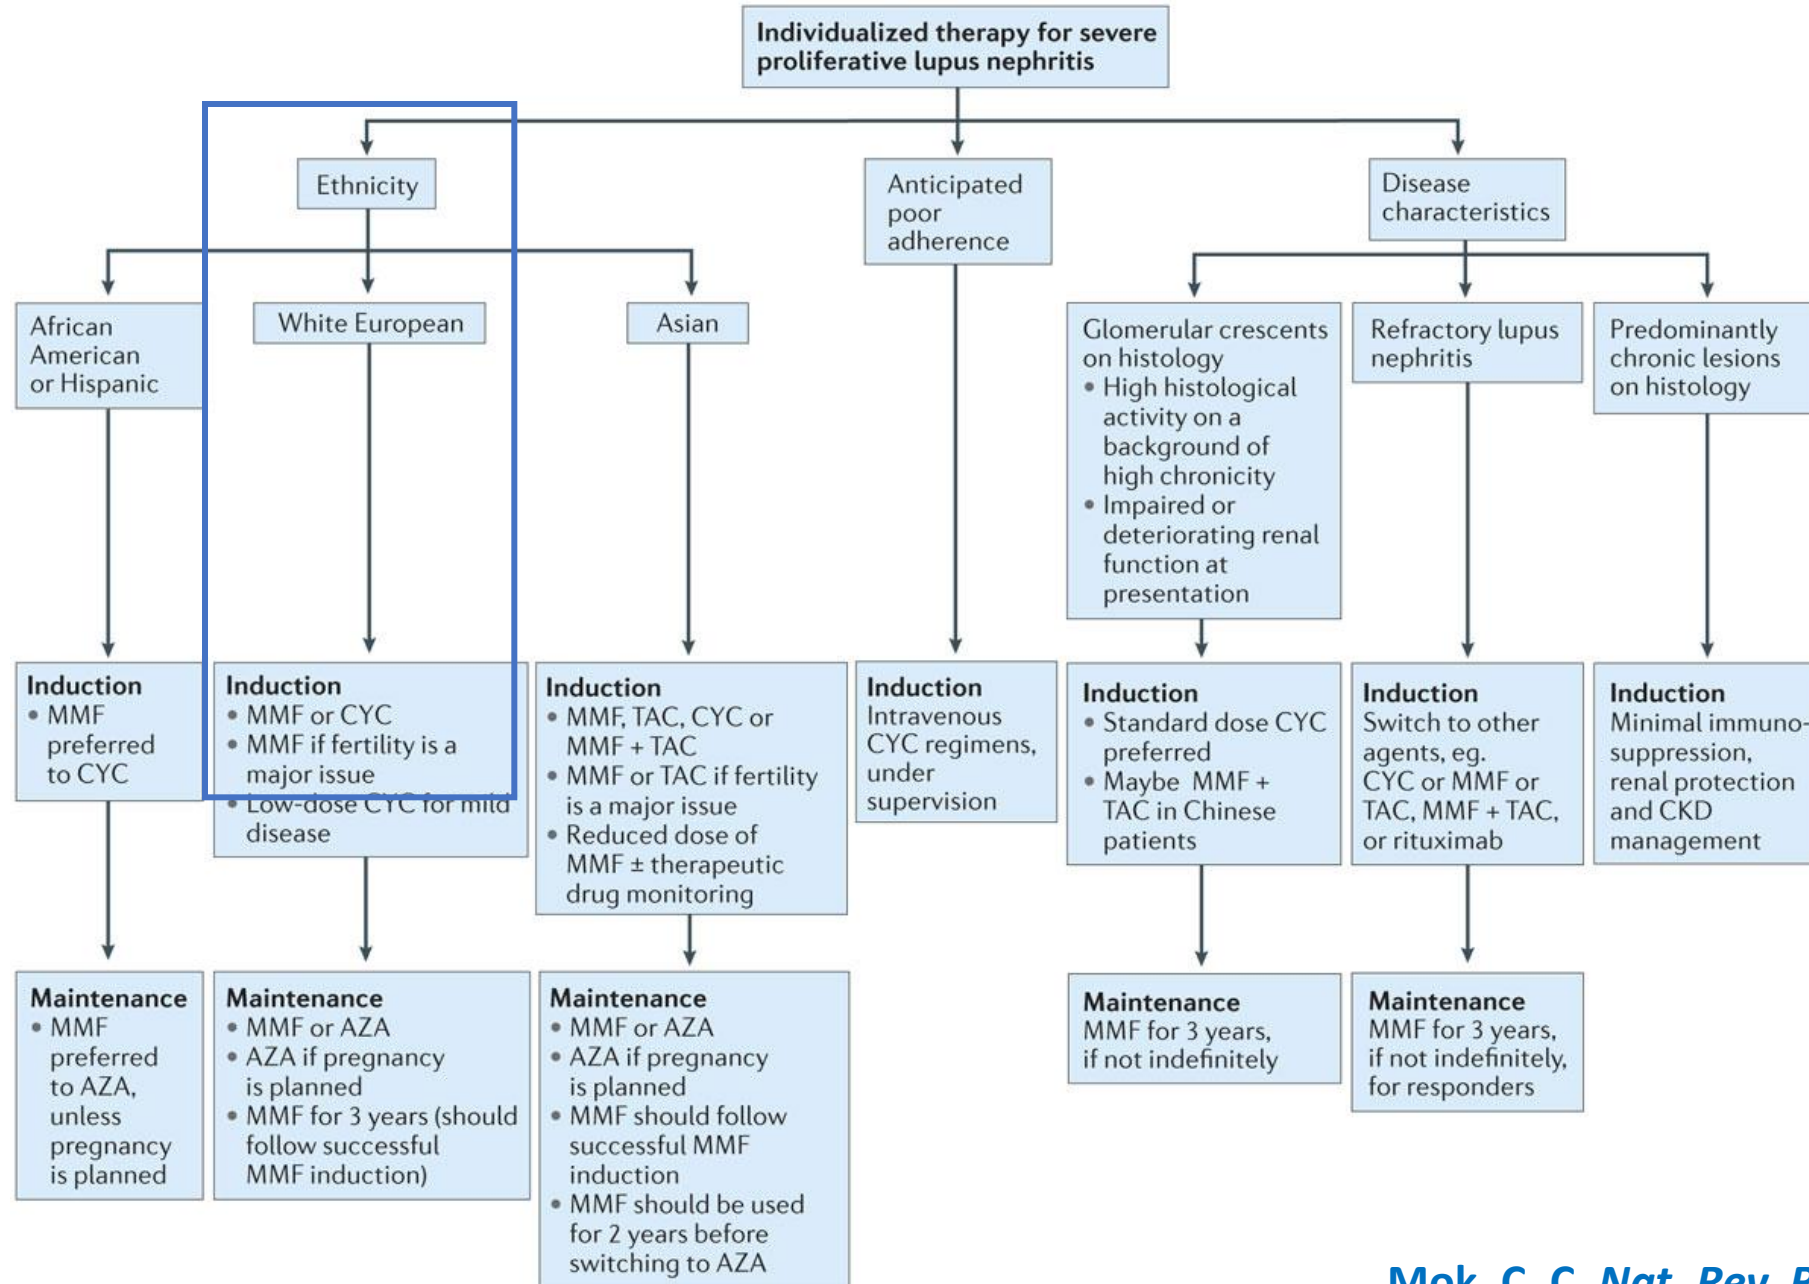 Individualized therapy for severe
proliferative lupus nephritis
Ethnicity
Anticipated
poor
adherence
Disease
characteristics
African
American
or Hispanic
White European
Asian
Glomerular crescents
on histology
• High histological
activity on a
background of
high chronicity
• Impaired or
deteriorating renal
function at
presentation
Refractory lupus
nephritis
Predominantly
chronic lesions
on histology
Induction
• MMF
preferred
to CYC
Induction
• MMF or CYC
• MMF if fertility is a
major issue
• Low-dose CYC for mild
disease
Induction
• MMF, TAC, CYC or
MMF + TAC
• MMF or TAC if fertility
is a major issue
• Reduced dose of
MMF ± therapeutic
drug monitoring
Induction
Intravenous
CYC regimens,
under
supervision
Induction
• Standard dose CYC
preferred
• Maybe MMF +
TAC in Chinese
patients
Induction
Switch to other
agents, eg.
CYC or MMF or
TAC, MMF + TAC,
or rituximab
Induction
Minimal immuno-
suppression,
renal protection
and CKD
management
Maintenance
• MMF
preferred
to AZA,
unless
pregnancy
is planned
Maintenance
• MMF or AZA
• AZA if pregnancy
is planned
• MMF for 3 years (should
follow successful
MMF induction)
Maintenance
• MMF or AZA
• AZA if pregnancy
is planned
• MMF should follow
successful MMF
induction
• MMF should be used
for 2 years before
switching to AZA
Maintenance
MMF for 3 years,
if not indefinitely
Maintenance
MMF for 3 years,
if not indefinitely,
for responders
Mok, C. C. Nat. Rev.